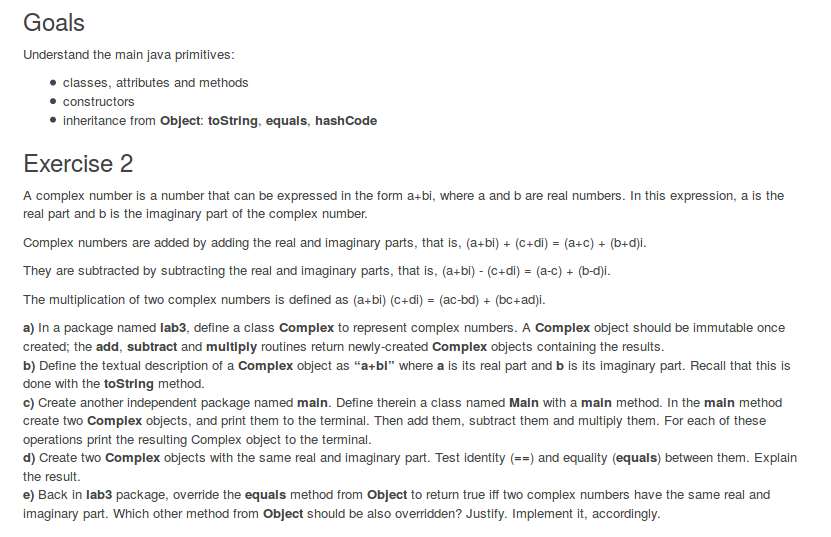 Goals
Understand the main java primitives:
• classes, attributes and methods
• constructors
• inheritance from Object: toString, equals, hashCode
Exercise 2
A complex number is a number that can be expressed in the form a+bi, where a and b are real numbers. In this expression, a is the
real part and b is the imaginary part of the complex number.
Complex numbers are added by adding the real and imaginary parts, that is, (a+bi) + (c+di) = (a+c) + (b+d)i.
They are subtracted by subtracting the real and imaginary parts, that is, (a+bi) - (c+di) = (a-c) + (b-d)i.
The multiplication of two complex numbers is defined as (a+bi) (c+di) = (ac-bd) + (bc+ad)i.
a) In a package named lab3, define a class Complex to represent complex numbers. A Complex object should be immutable once
created; the add, subtract and multiply routines return newly-created Complex objects containing the results.
b) Define the textual description of a Complex object as “a+bi” where a is its real part and b is its imaginary part. Recall that this is
done with the toString method.
c) Create another independent package named main. Define therein a class named Main with a main method. In the main method
create two Complex objects, and print them to the terminal. Then add them, subtract them and multiply them. For each of these
operations print the resulting Complex object to the terminal.
d) Create two Complex objects with the same real and imaginary part. Test identity (==) and equality (equals) between them. Explain
the result.
e) Back in lab3 package, override the equals method from Object to return true iff two complex numbers have the same real and
imaginary part. Which other method from Object should be also overridden? Justify. Implement it, accordingly.